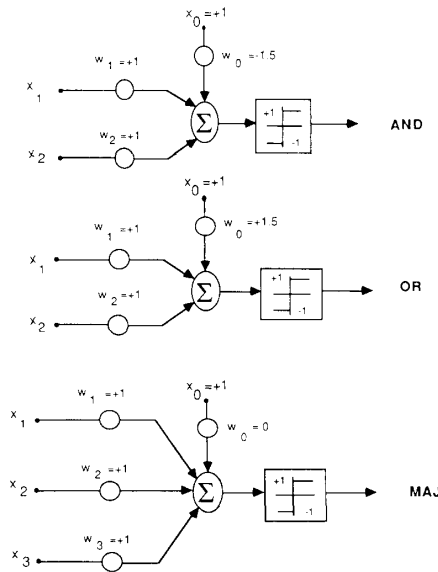 x0=+1
w0=-1.5
w1=+1
x1
+1
-1
AND
w2=+1
x2
x0=+1
w1=+1
w0=+1.5
x1
+1
-1
OR
w2=+1
x2
x0=+1
w1=+1
w0=0
x1
w2=+1
x2
Σ
+1
-1
MAJ
w3=+1
x3
Σ
Σ